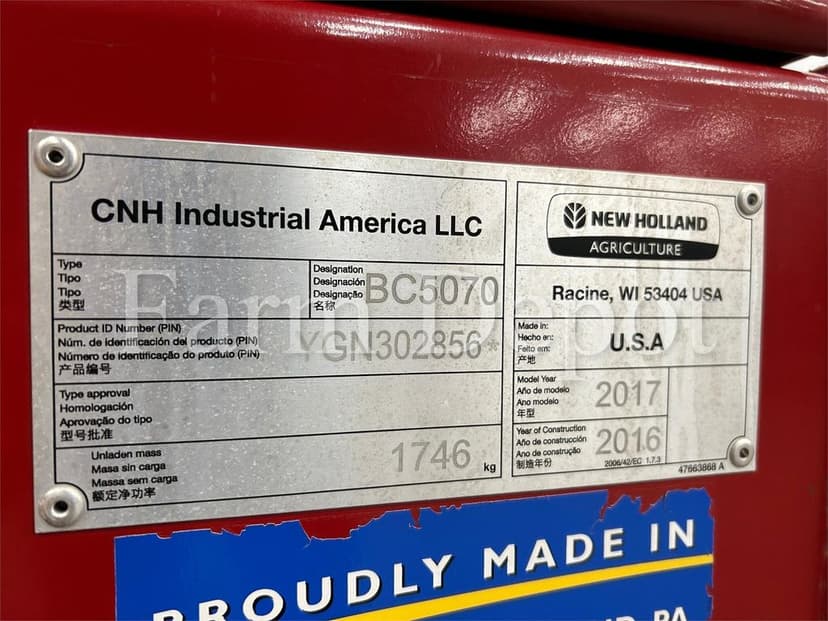 CNH Industrial America LLC
Type
Tipo
Tipo
类型
Designation
Designación
Designação
名称
BC5070
Product ID Number (PIN)
Núm. de identificación del producto (PIN)
Número de identificação do produto (PIN)
产品编号
YGN302856*
Type approval
Homologación
Aprovação do tipo
型号批准
Unladen mass
Masa sin carga
Massa sem carga
额定净功率
1746
kg
NEW HOLLAND
AGRICULTURE
Racine, WI 53404 USA
Made in:
Hecho en:
Feito em:
产地
U.S.A
Model Year
Año de modelo
Ano modelo
年型
2017
Year of Construction
Año de construcción
Ano de construção
制造年份
2016
2006/42/EC 1.7.3
47663868 A
Farm Depot
PROUDLY MADE IN
PA